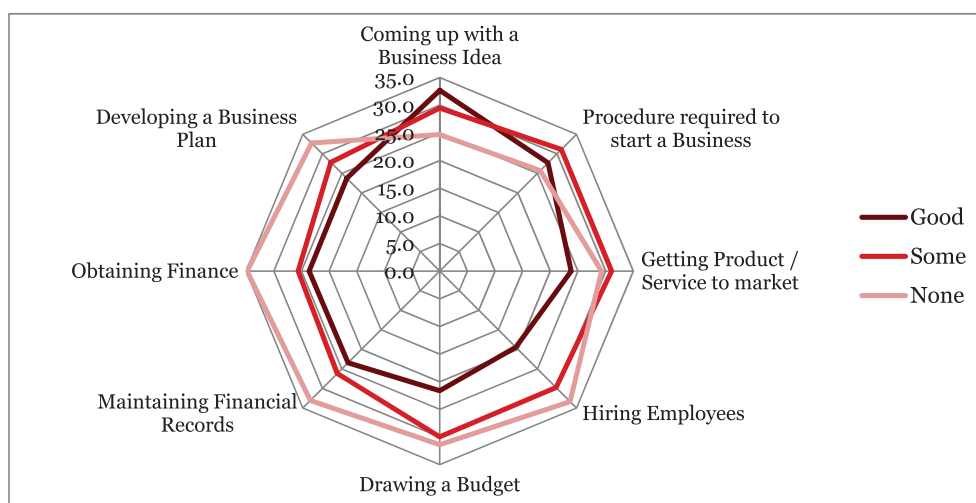 Coming up with a
Business Idea
35.0
30.0
25.0
20.0
15.0
10.0
5.0
0.0
Procedure required to
start a Business
Getting Product /
Service to market
Hiring Employees
Drawing a Budget
Maintaining Financial
Records
Obtaining Finance
Developing a Business
Plan
Good
Some
None